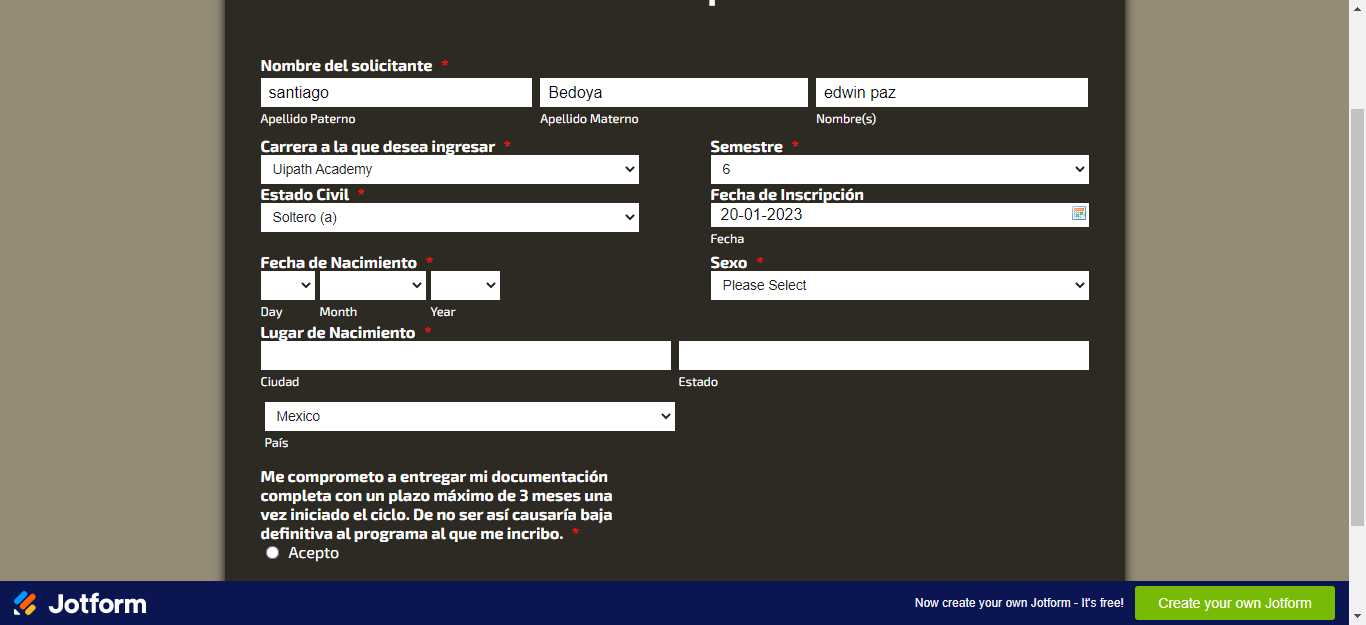 Nombre del solicitante *
santiago Bedoya edwin paz
Apellido Paterno Apellido Materno Nombre(s)
Carrera a la que desea ingresar * Semestre *
Uipath Academy 6
Estado Civil * Fecha de Inscripción
Soltero (a) 20-01-2023
Fecha
Fecha de Nacimiento * Sexo *
Please Select
Day Month Year
Lugar de Nacimiento *
Ciudad Estado
Mexico
País
Me comprometo a entregar mi documentación
completa con un plazo máximo de 3 meses una
vez iniciado el ciclo. De no ser así causaría baja
definitiva al programa al que me incribo. *
Acepto
Jotform Now create your own Jotform - It's free! Create your own Jotform